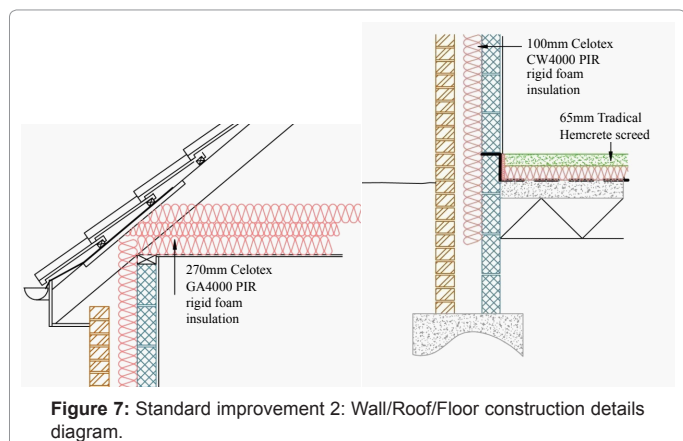 270mm Celotex
GA4000 PIR
rigid foam
insulation
100mm Celotex
CW4000 PIR
rigid foam
insulation
65mm Tradical
Hemcrete screed
Figure 7: Standard improvement 2: Wall/Roof/Floor construction details
diagram.